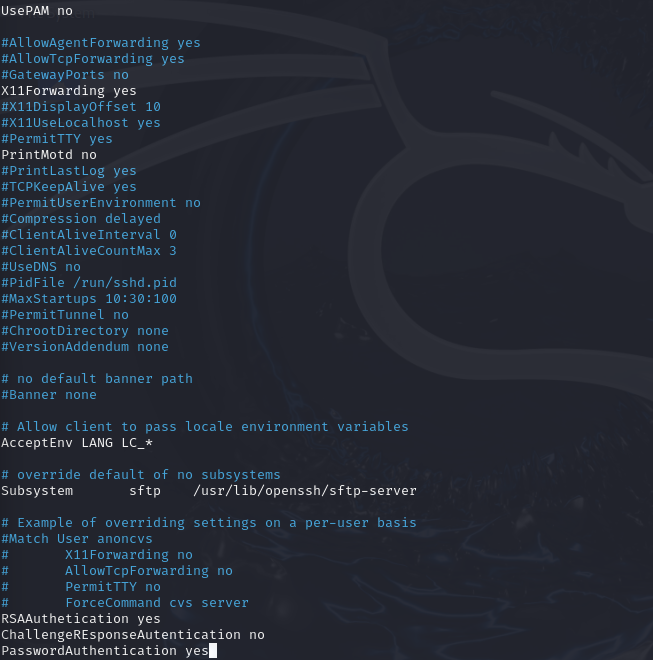 UsePAM no
#AllowAgentForwarding yes
#AllowTcpForwarding yes
#GatewayPorts no
X11Forwarding yes
#X11DisplayOffset 10
#X11UseLocalhost yes
#PermitTTY yes
PrintMotd no
#PrintLastLog yes
#TCPKeepAlive yes
#PermitUserEnvironment no
#Compression delayed
#ClientAliveInterval 0
#ClientAliveCountMax 3
#UseDNS no
#PidFile /run/sshd.pid
#MaxStartups 10:30:100
#PermitTunnel no
#ChrootDirectory none
#VersionAddendum none
# no default banner path
#Banner none
# Allow client to pass locale environment variables
AcceptEnv LANG LC_*
# override default of no subsystems
Subsystem       sftp    /usr/lib/openssh/sftp-server
# Example of overriding settings on a per-user basis
#Match User anoncvs
#       X11Forwarding no
#       AllowTcpForwarding no
#       PermitTTY no
#       ForceCommand cvs server
RSAAuthetication yes
ChallengeREsponseAutentication no
PasswordAuthentication yes